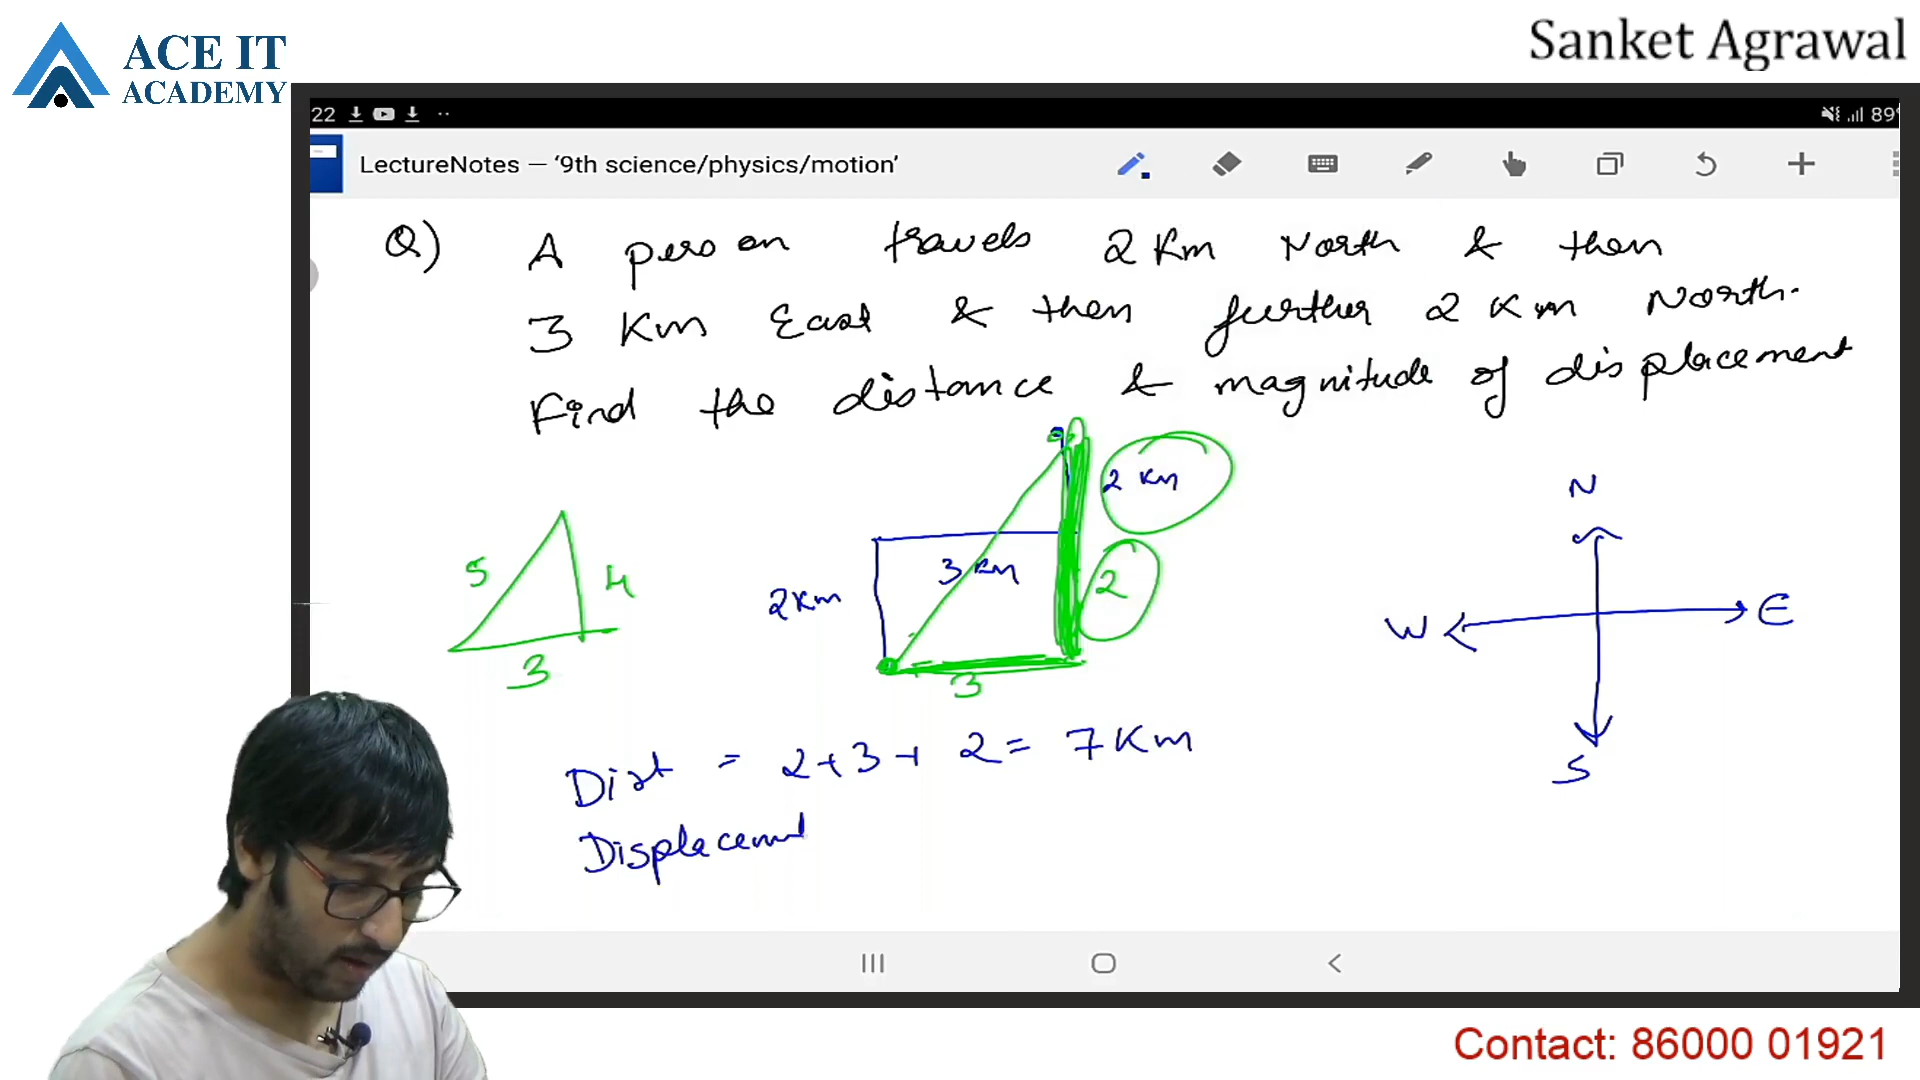 ACE IT
ACADEMY
Sanket Agrawal
22
89
LectureNotes – ‘9th science/physics/motion’
Q) A person travels 2 Km North & then
3 Km East & then further 2 Km North.
Find the distance & magnitude of displacement
2 Km
N
5
4
3 Km
2
2 Km
W
E
3
3
Dist = 2+3+ 2 = 7 Km
S
Displacement
Contact: 86000 01921